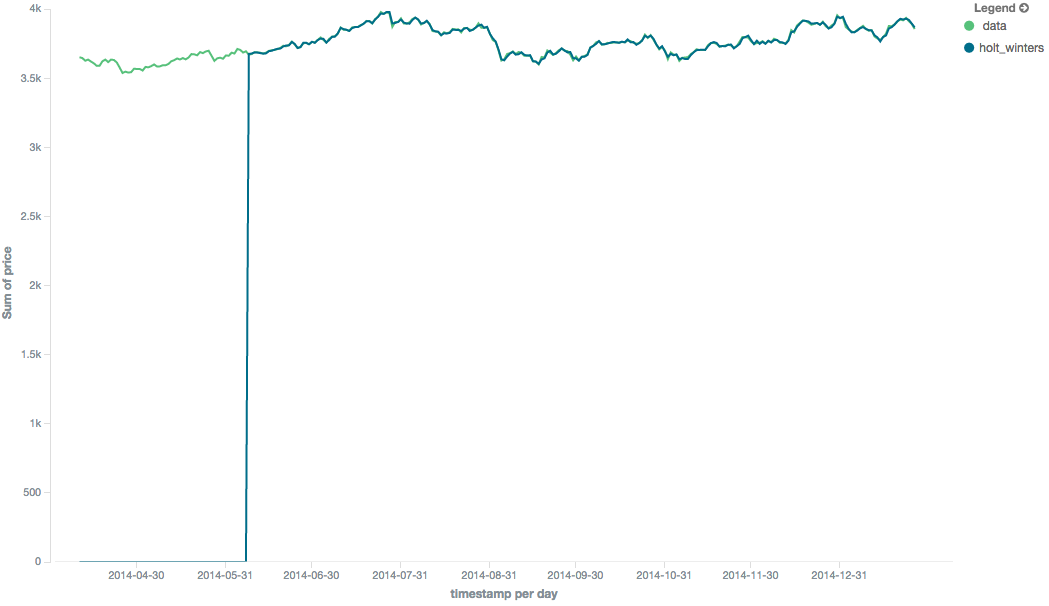 Legend
data
holt_winters
4k
3.5k
3k
2.5k
2k
1.5k
1k
500
0
Sum of price
2014-04-30 2014-05-31 2014-06-30 2014-07-31 2014-08-31 2014-09-30 2014-10-31 2014-11-30 2014-12-31
timestamp per day